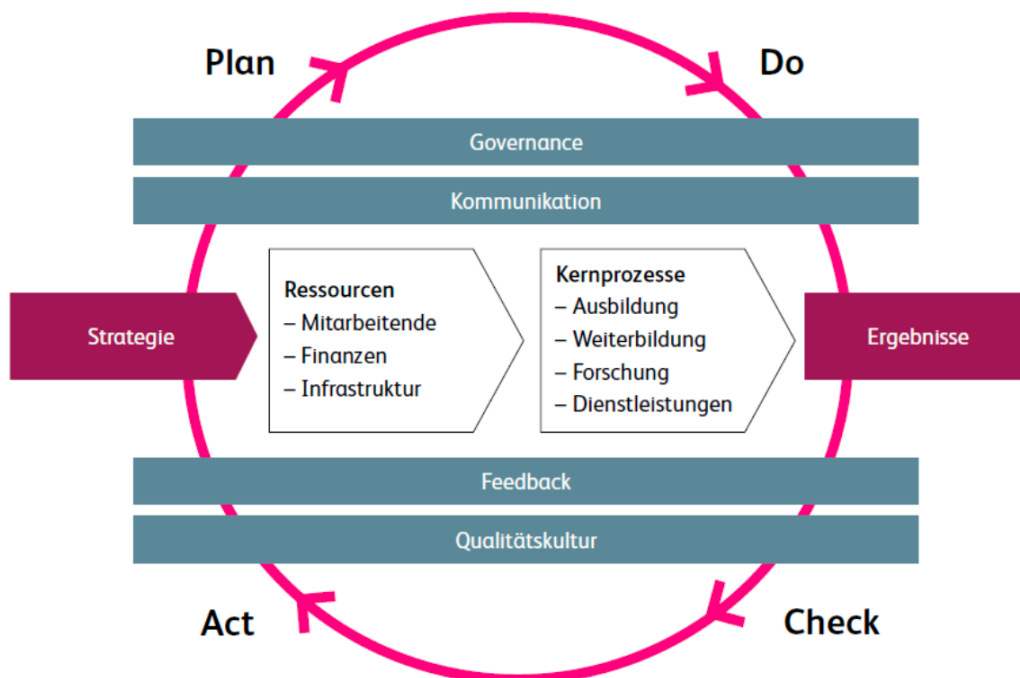 Plan
Do
Governance
Kommunikation
Strategie
Ressourcen
– Mitarbeitende
– Finanzen
– Infrastruktur
Kernprozesse
– Ausbildung
– Weiterbildung
– Forschung
– Dienstleistungen
Ergebnisse
Feedback
Qualitätskultur
Act
Check